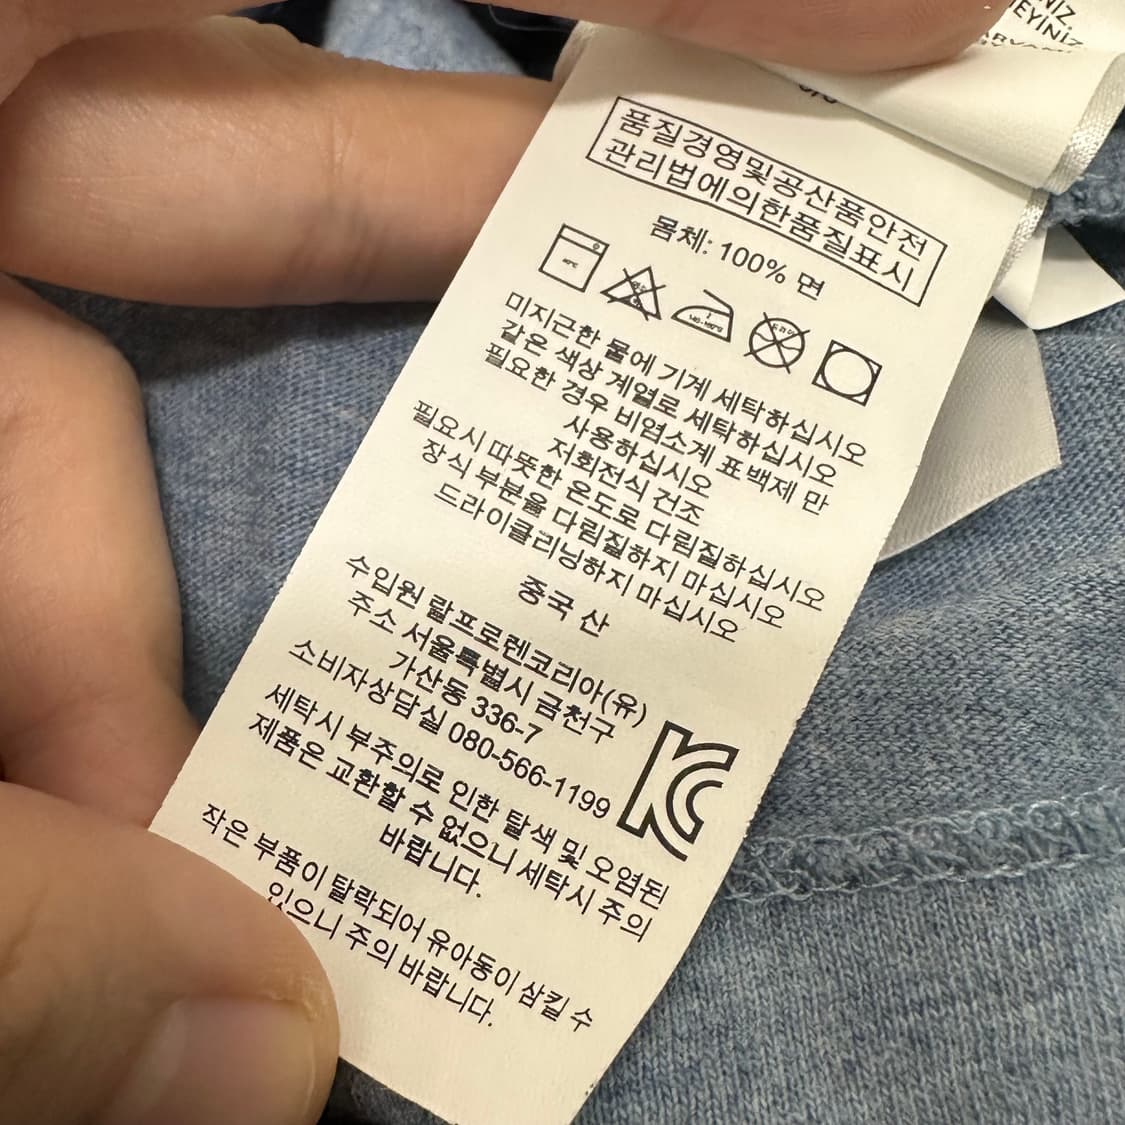 품질경영및공산품안전
관리법에의한품질표시
몸체: 100% 면
미지근한 물에 기계 세탁하십시오
같은 색상 계열로 세탁하십시오
필요한 경우 비염소계 표백제 만
사용하십시오
저회전식 건조
필요시 따뜻한 온도로 다림질하십시오
장식 부분을 다림질하지 마십시오
드라이클리닝하지 마십시오
중국 산
수입원 랄프로렌코리아(유)
주소 서울특별시 금천구
가산동 336-7
소비자상담실 080-566-1199
세탁시 부주의로 인한 탈색 및 오염된
제품은 교환할 수 없으니 세탁시 주의
바랍니다.
작은 부품이 탈락되어 유아동이 삼킬 수
있으니 주의 바랍니다.